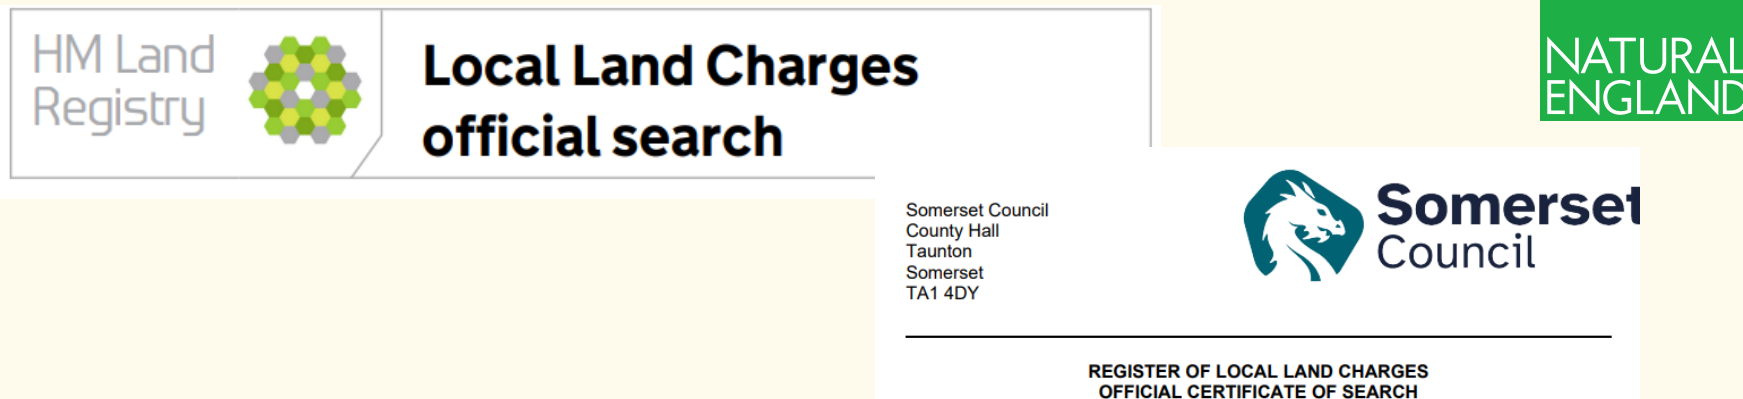 HM Land
Registry
Local Land Charges
official search
NATURAL
ENGLAND
Somerset Council
County Hall
Taunton
Somerset
TA1 4DY
Somerset
Council
REGISTER OF LOCAL LAND CHARGES
OFFICIAL CERTIFICATE OF SEARCH